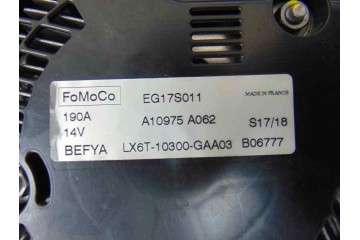 FoMoCo EG17S011 MADE IN FRANCE
190A A10975 A062 S17/18
14V
BEFYA LX6T-10300-GAA03 B06777